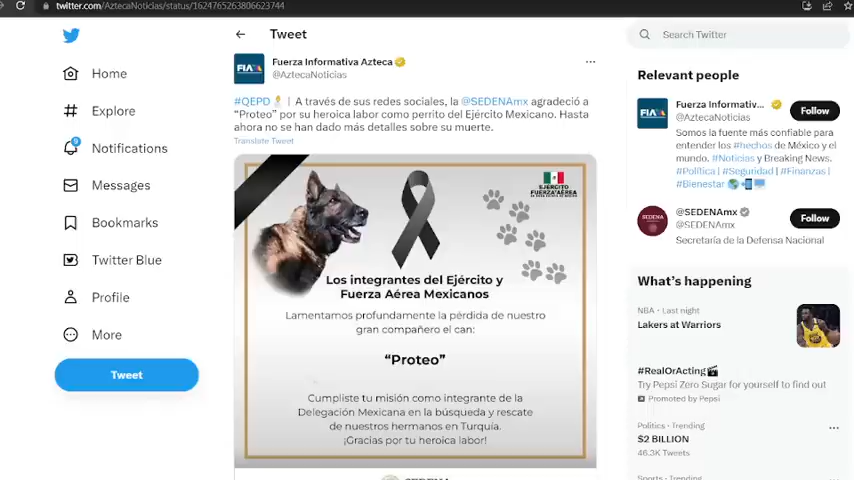 twitter.com/AztecaNoticias/status/1624765263806623744
Home
Explore
9
Notifications
Messages
Bookmarks
Twitter Blue
Profile
More
Tweet
Tweet
Fuerza Informativa Azteca
@AztecaNoticias
#QEPD | A través de sus redes sociales, la @SEDENAmx agradeció a
“Proteo” por su heroica labor como perrito del Ejército Mexicano. Hasta
ahora no se han dado más detalles sobre su muerte.
Translate Tweet
FIA
EJÉRCITO
FUERZA AÉREA
Los integrantes del Ejército y
Fuerza Aérea Mexicanos
Lamentamos profundamente la pérdida de nuestro
gran compañero el can:
“Proteo”
Cumpliste tu misión como integrante de la
Delegación Mexicana en la búsqueda y rescate
de nuestros hermanos en Turquía.
¡Gracias por tu heroica labor!
SEDENA
Search Twitter
Relevant people
FIA
Fuerza Informativ...
@AztecaNoticias
Follow
Somos la fuente más confiable para
entender los #hechos de México y el
mundo. #Noticias y Breaking News.
#Política | #Seguridad | #Finanzas |
#Bienestar
SEDENA
@SEDENAmx
@SEDENAmx
Follow
Secretaría de la Defensa Nacional
What’s happening
NBA · Last night
Lakers at Warriors
#RealOrActing
Try Pepsi Zero Sugar for yourself to find out
Promoted by Pepsi
Politics · Trending
$2 BILLION
46.3K Tweets
Sports · Trending